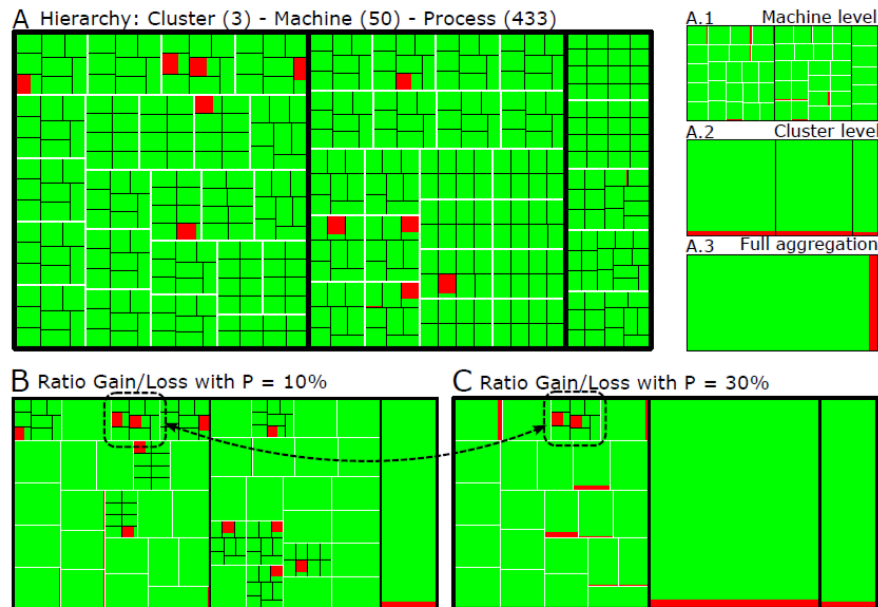 A Hierarchy: Cluster (3) - Machine (50) - Process (433)
A.1 Machine level
A.2 Cluster level
A.3 Full aggregation
B Ratio Gain/Loss with P = 10%
C Ratio Gain/Loss with P = 30%